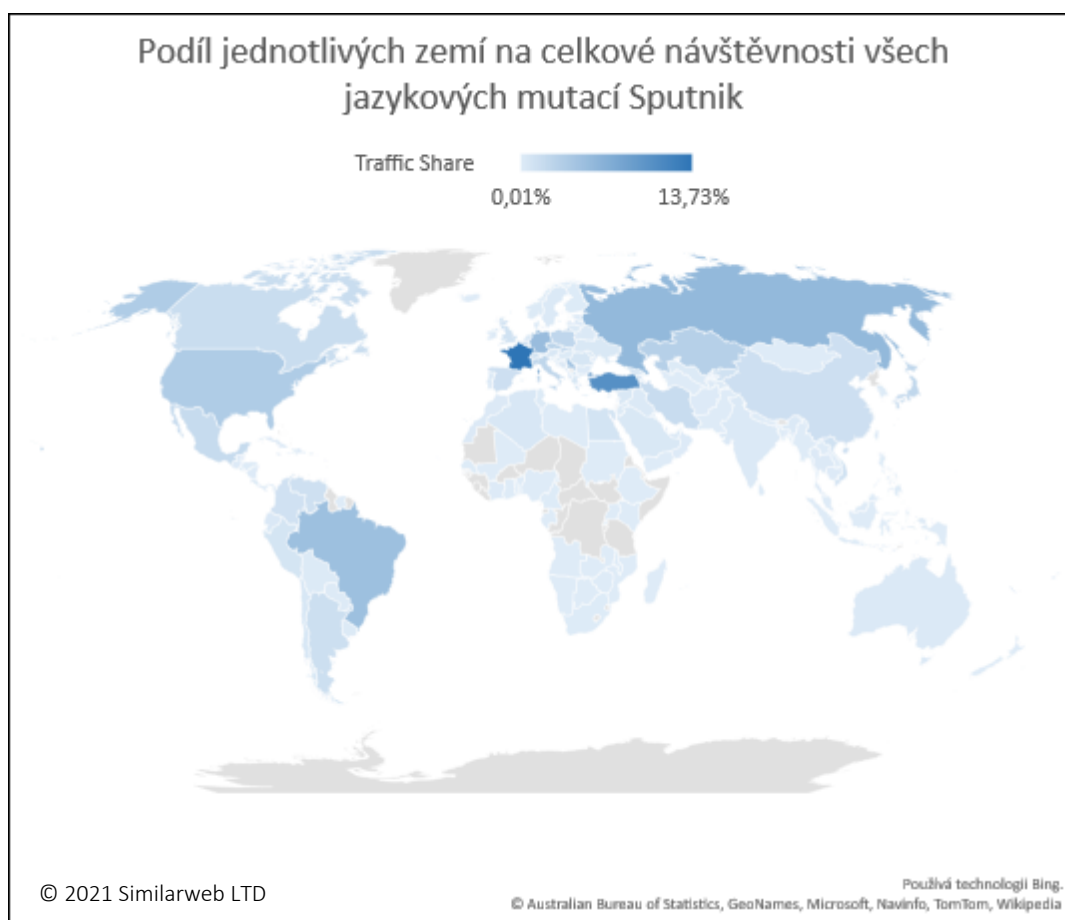 Podíl jednotlivých zemí na celkové návštěvnosti všech
jazykových mutací Sputnik
Traffic Share
0,01%
13,73%
© 2021 Similarweb LTD
Používá technologii Bing.
© Australian Bureau of Statistics, GeoNames, Microsoft, Navinfo, TomTom, Wikipedia